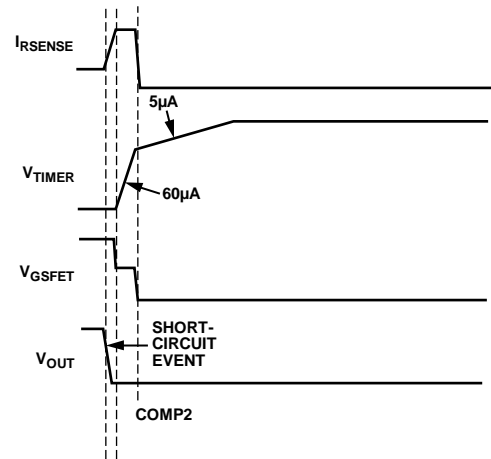 IRSENSE
5µA
VTIMER
60µA
VGSFET
SHORT-
CIRCUIT
EVENT
VOUT
COMP2